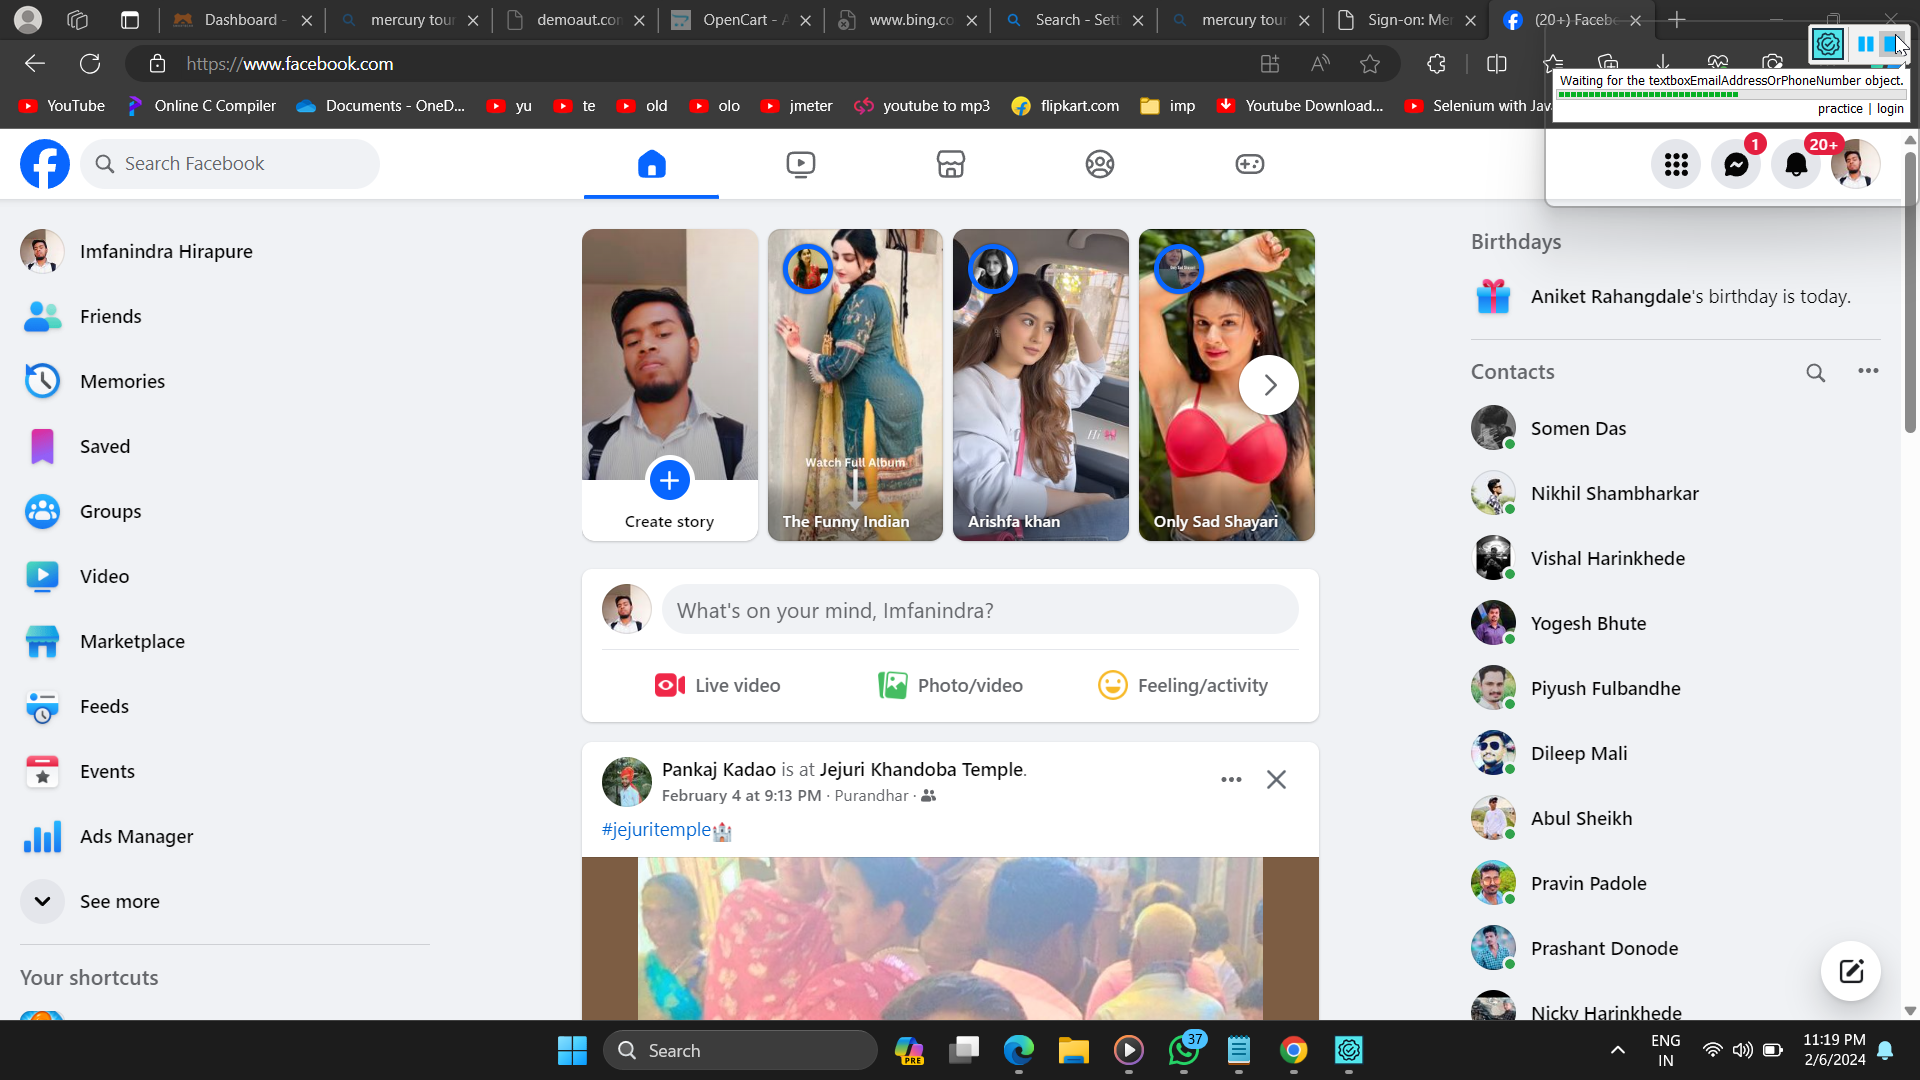 Dashboard -
mercury tour
demoaut.com
OpenCart - A
www.bing.co
Search - Sett
mercury tour
Sign-on: Mer
(20+) Facebo
https://www.facebook.com
YouTube
Online C Compiler
Documents - OneD...
yu
te
old
olo
jmeter
youtube to mp3
flipkart.com
imp
Youtube Download...
Selenium with Jav
Waiting for the textboxEmailAddressOrPhoneNumber object.
practice | login
Search Facebook
1
20+
Imfanindra Hirapure
Friends
Memories
Saved
Groups
Video
Marketplace
Feeds
Events
Ads Manager
See more
Your shortcuts
Create story
Watch Full Album
The Funny Indian
Hi
Arishfa khan
Only Sad Shayari
What's on your mind, Imfanindra?
Live video
Photo/video
Feeling/activity
Pankaj Kadao is at Jejuri Khandoba Temple.
February 4 at 9:13 PM · Purandhar ·
#jejuritemple
Birthdays
Aniket Rahangdale's birthday is today.
Contacts
Somen Das
Nikhil Shambharkar
Vishal Harinkhede
Yogesh Bhute
Piyush Fulbandhe
Dileep Mali
Abul Sheikh
Pravin Padole
Prashant Donode
Nicky Harinkhede
Search
PRE
37
ENG
IN
11:19 PM
2/6/2024